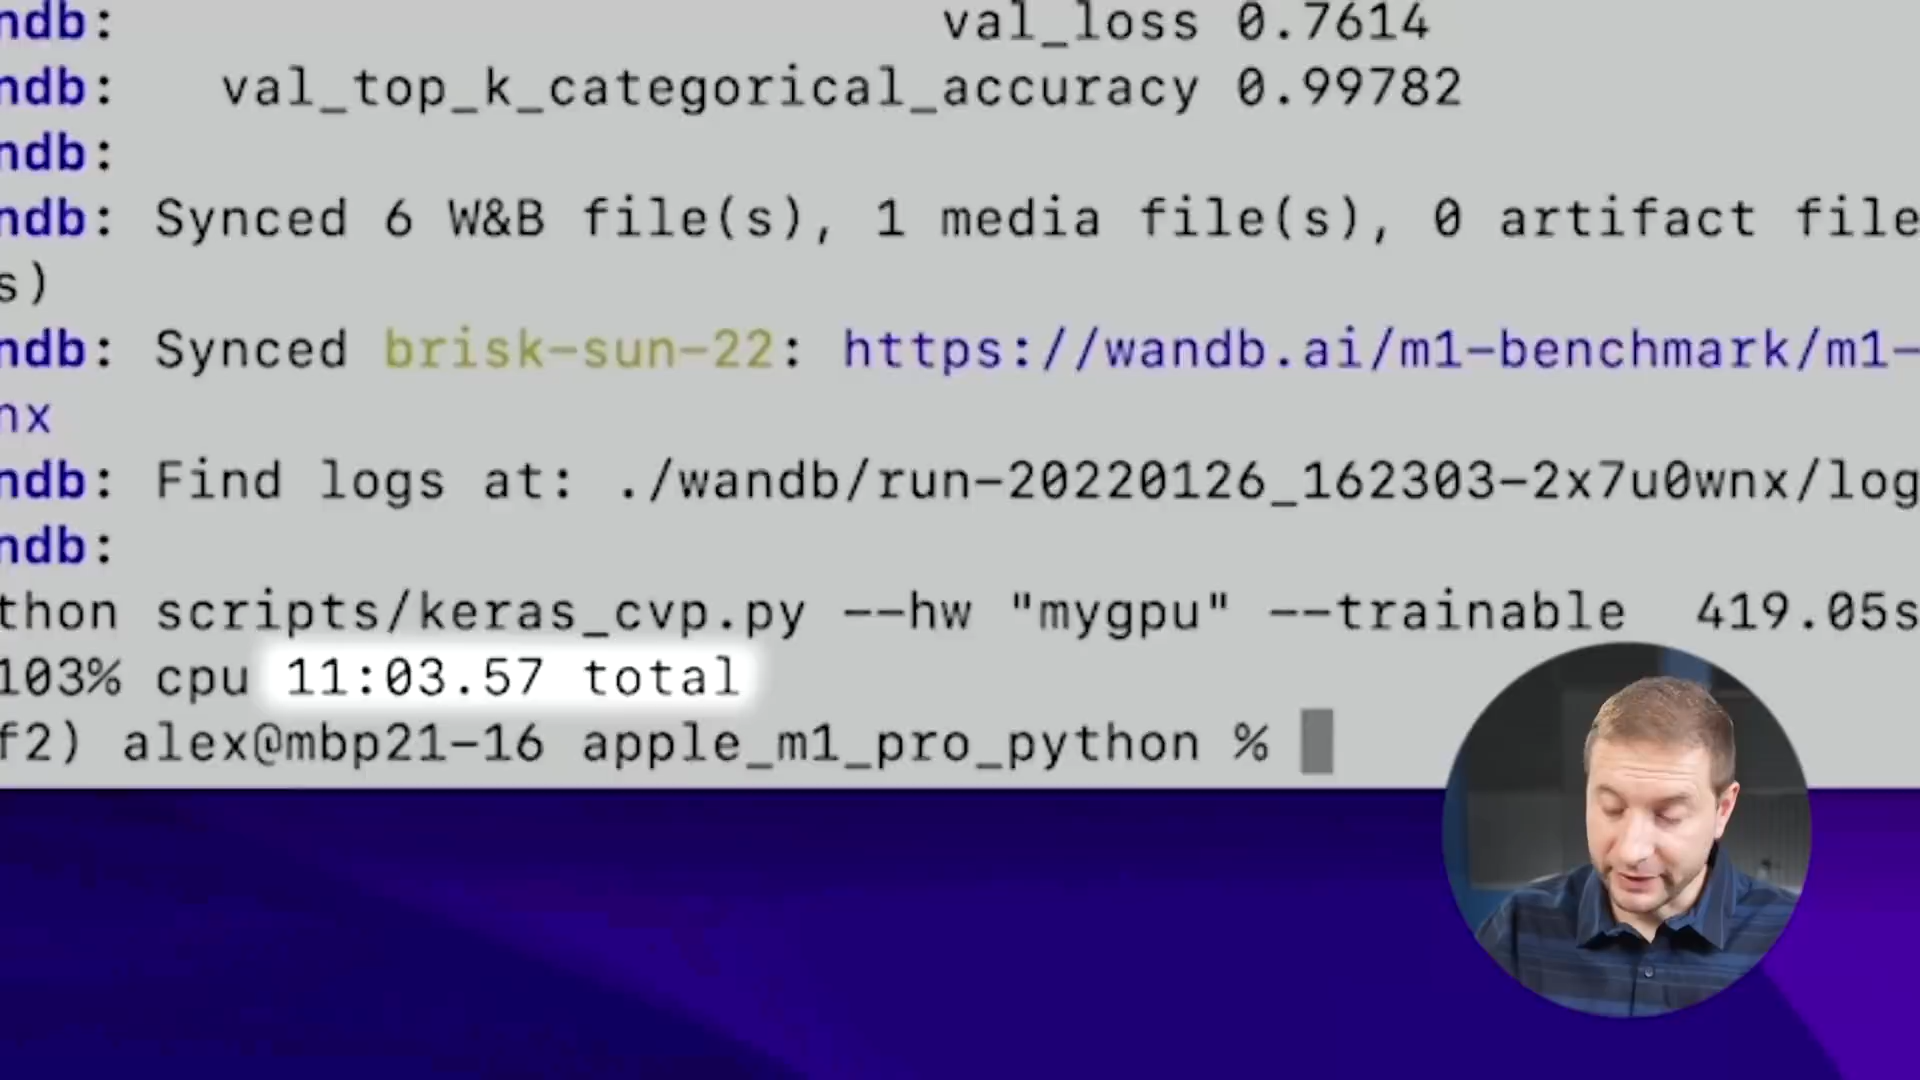 ndb: val_loss 0.7614
ndb: val_top_k_categorical_accuracy 0.99782
ndb:
ndb: Synced 6 W&B file(s), 1 media file(s), 0 artifact file
s)
ndb: Synced brisk-sun-22: https://wandb.ai/m1-benchmark/m1-
nx
ndb: Find logs at: ./wandb/run-20220126_162303-2x7u0wnx/log
ndb:
thon scripts/keras_cvp.py --hw "mygpu" --trainable 419.05s
103% cpu 11:03.57 total
f2) alex@mbp21-16 apple_m1_pro_python %